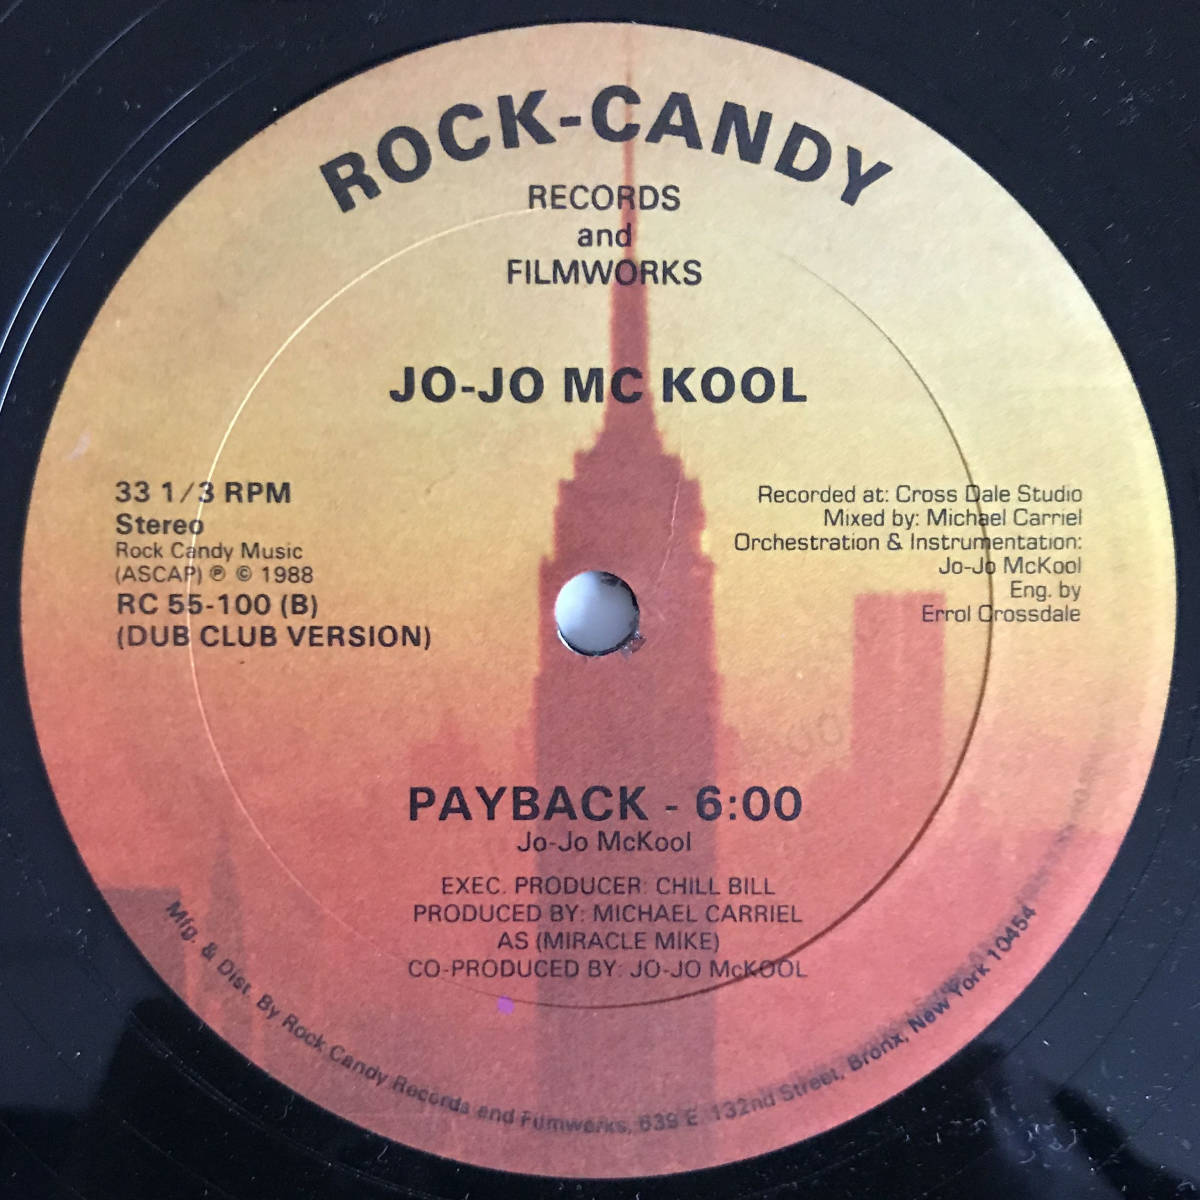 ROCK-CANDY
RECORDS
and
FILMWORKS
JO-JO MC KOOL
33 1/3 RPM
Stereo
Rock Candy Music
(ASCAP) ℗ © 1988
RC 55-100 (B)
(DUB CLUB VERSION)
Recorded at: Cross Dale Studio
Mixed by: Michael Carriel
Orchestration & Instrumentation:
Jo-Jo McKool
Eng. by
Errol Crossdale
PAYBACK - 6:00
Jo-Jo McKool
EXEC. PRODUCER: CHILL BILL
PRODUCED BY: MICHAEL CARRIEL
AS (MIRACLE MIKE)
CO-PRODUCED BY: JO-JO McKOOL
Mfg. & Dist. By Rock Candy Records and Filmworks, 639 E. 132nd Street, Bronx, New York 10454